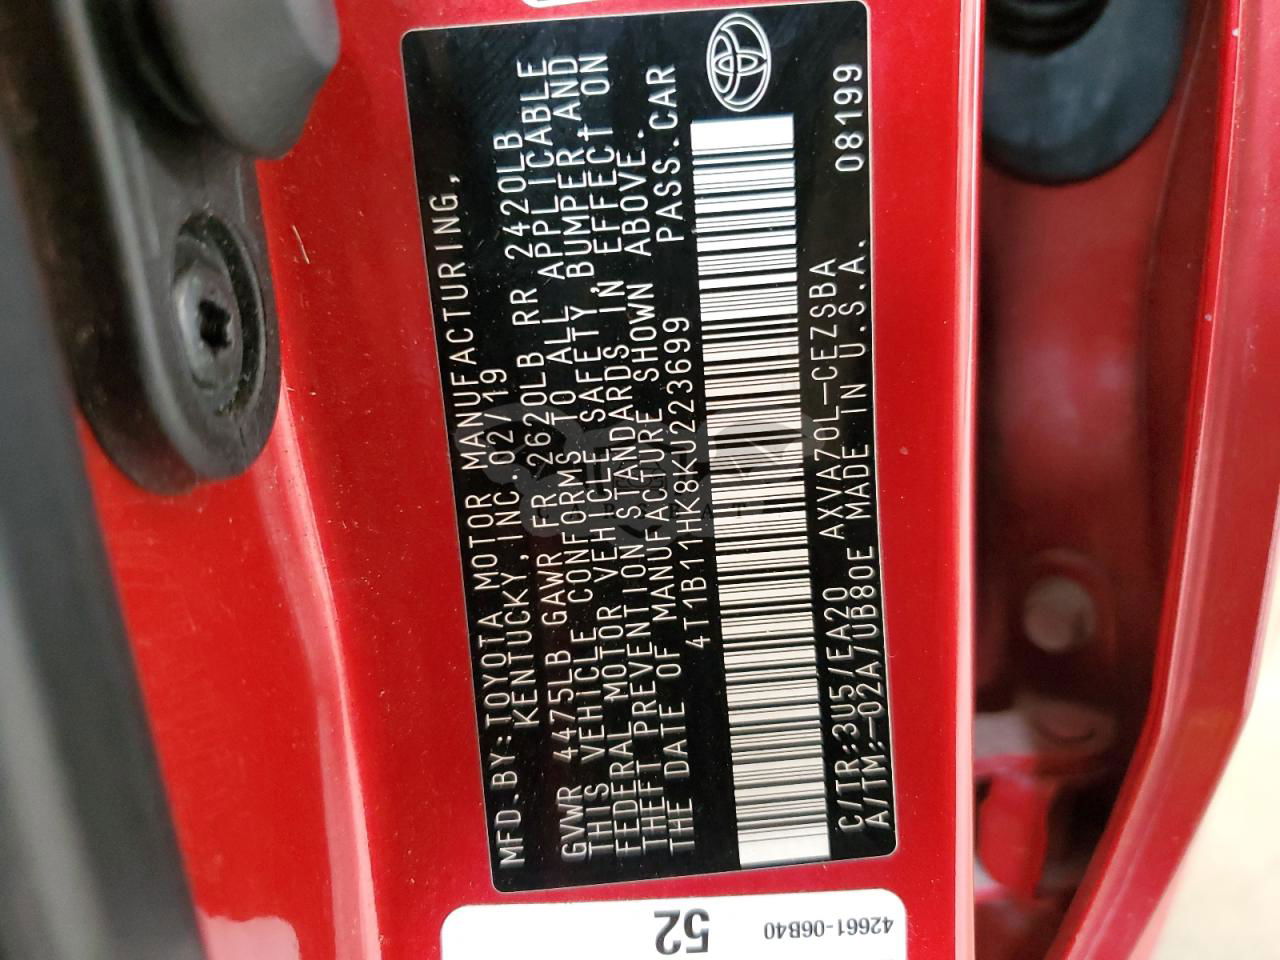 MFD.BY:TOYOTA MOTOR MANUFACTURING,
KENTUCKY,INC.02/19
GVWR 4475LB GAWR FR 2620LB RR 2420LB
THIS VEHICLE CONFORMS TO ALL APPLICABLE
FEDERAL MOTOR VEHICLE SAFETY,BUMPER,AND
THEFT PREVENTION STANDARDS IN EFFECT ON
THE DATE OF MANUFACTURE SHOWN ABOVE.
4T1B11HK8KU223699 PASS.CAR
C/TR:3U5/EA20 AXVA70L-CEZSBA
A/TM:-02A/UB80E MADE IN U.S.A. 08199
52
42661-06B40